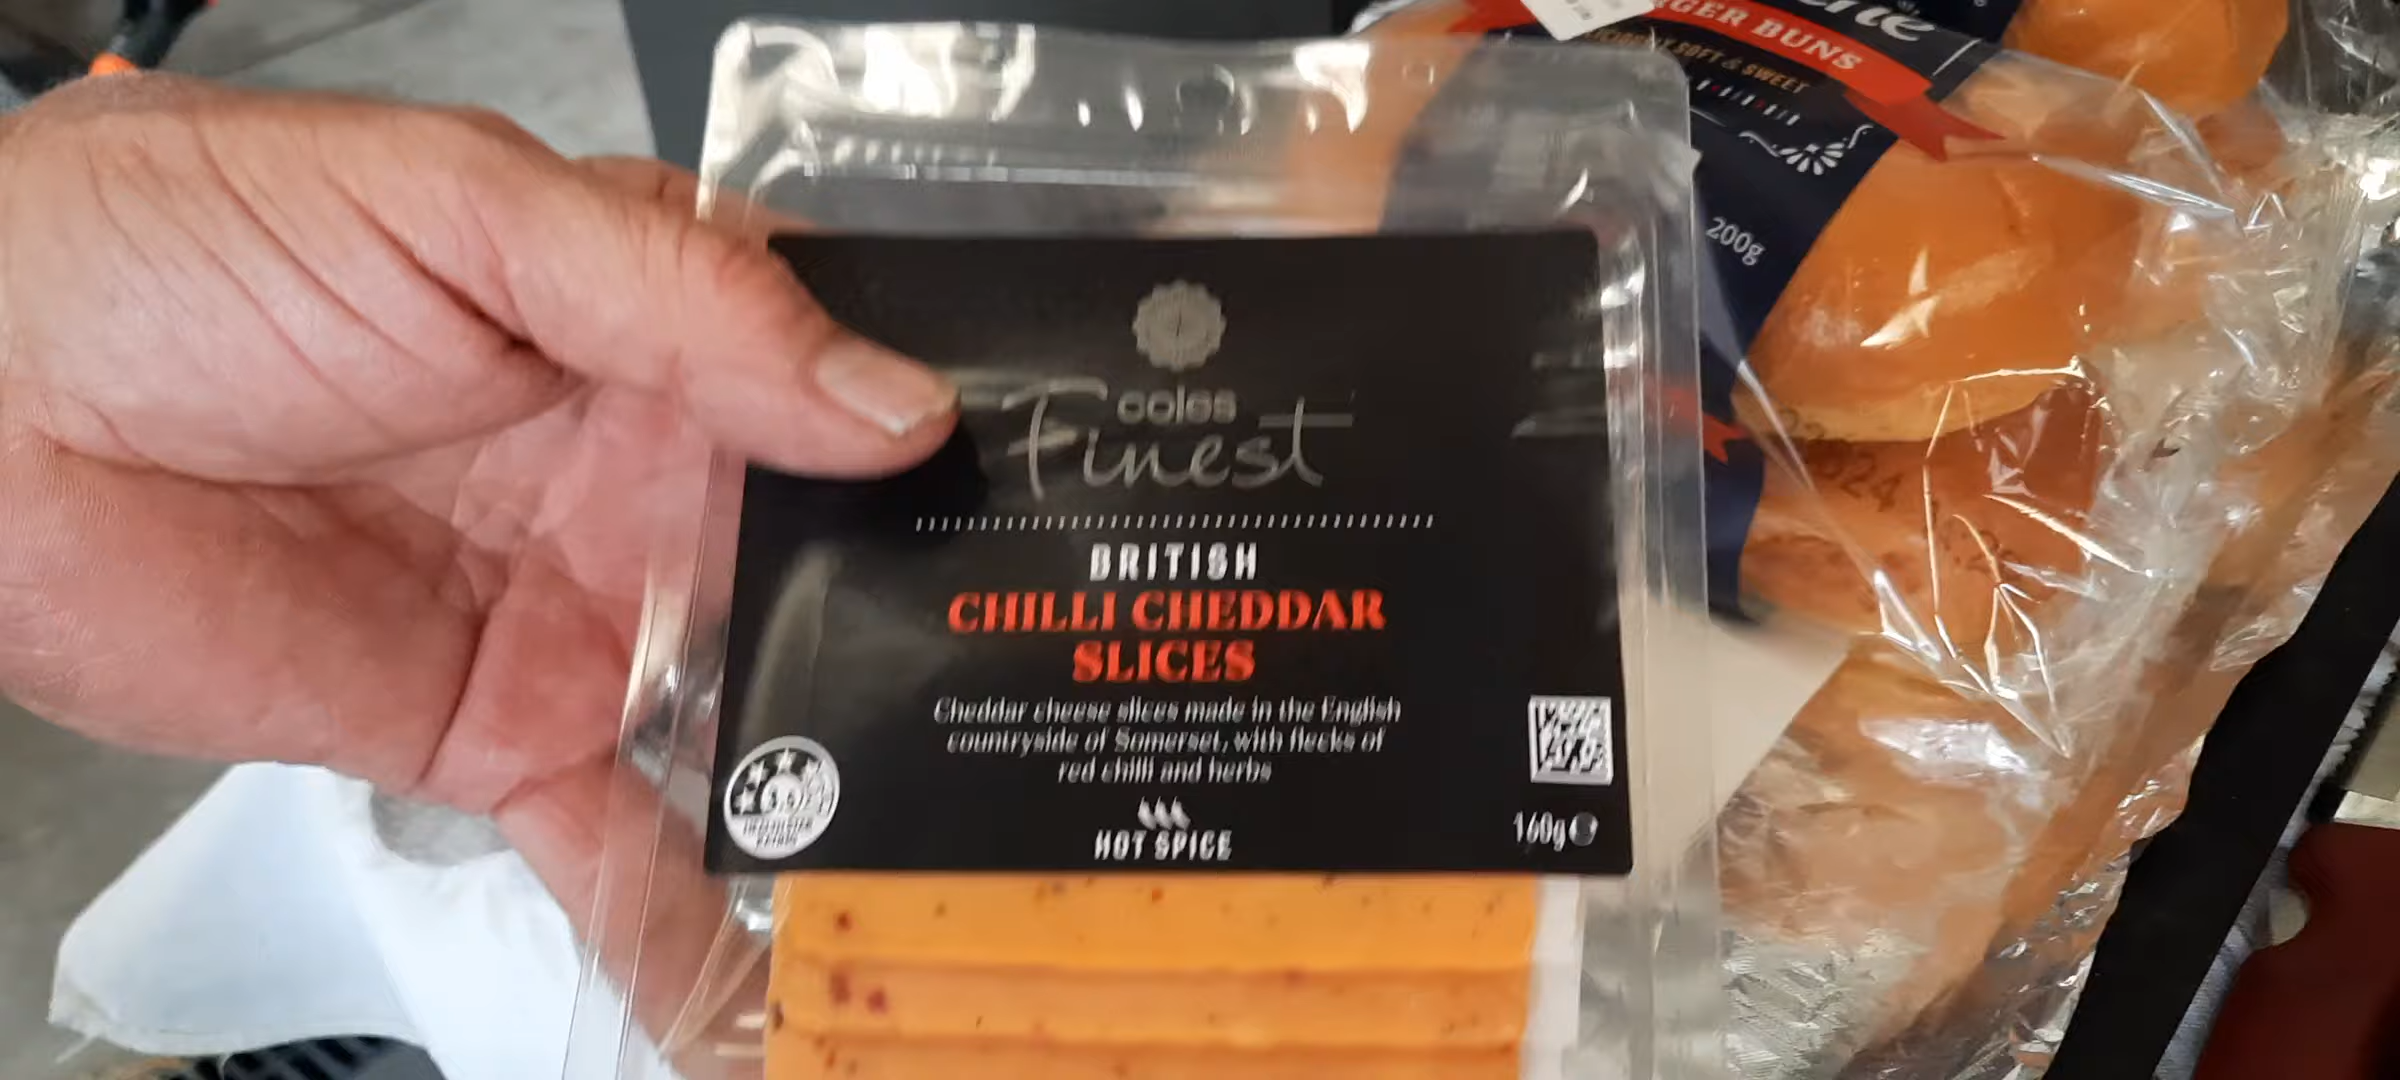 coles
Finest
BRITISH
CHILLI CHEDDAR
SLICES
Cheddar cheese slices made in the English
countryside of Somerset, with flecks of
red chilli and herbs
HOT SPICE
160g℮
RGER BUNS
SOFT & SWEET
200g